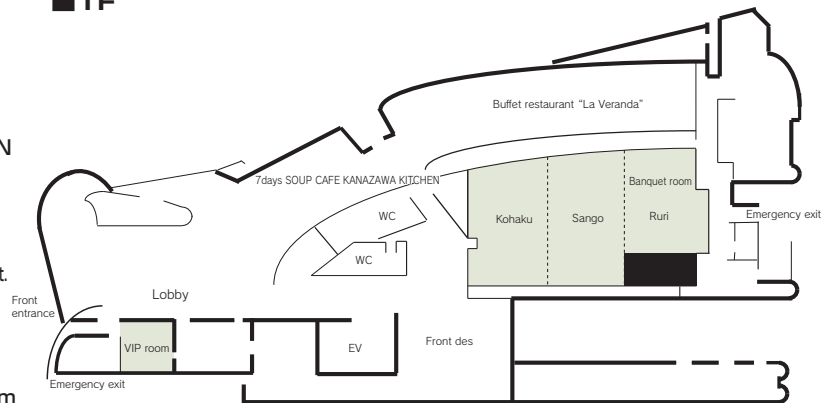 1F
Buffet restaurant “La Veranda”
N
7days SOUP CAFE KANAZAWA KITCHEN
Banquet room
WC
Kohaku
Sango
Ruri
Emergency exit
WC
t.
Front
entrance
Lobby
VIP room
EV
Front des
Emergency exit
m